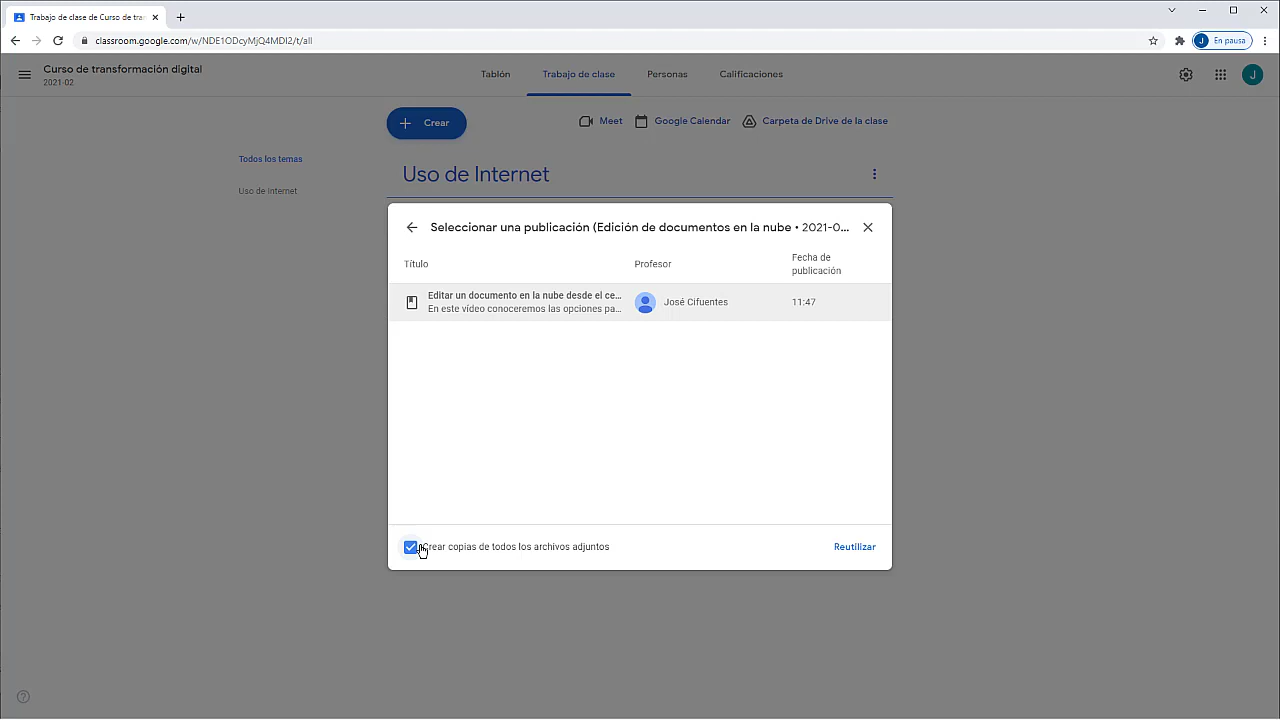 Trabajo de clase de Curso de tra
classroom.google.com/w/NDE1ODcyMjQ4MDI2/t/all
J
En pausa
Curso de transformación digital
2021-02
Tablón
Trabajo de clase
Personas
Calificaciones
J
Crear
Meet
Google Calendar
Carpeta de Drive de la clase
Todos los temas
Uso de Internet
Uso de Internet
Seleccionar una publicación (Edición de documentos en la nube • 2021-0...
Título
Profesor
Fecha de
publicación
Editar un documento en la nube desde el ce...
En este vídeo conoceremos las opciones pa...
José Cifuentes
11:47
Crear copias de todos los archivos adjuntos
Reutilizar